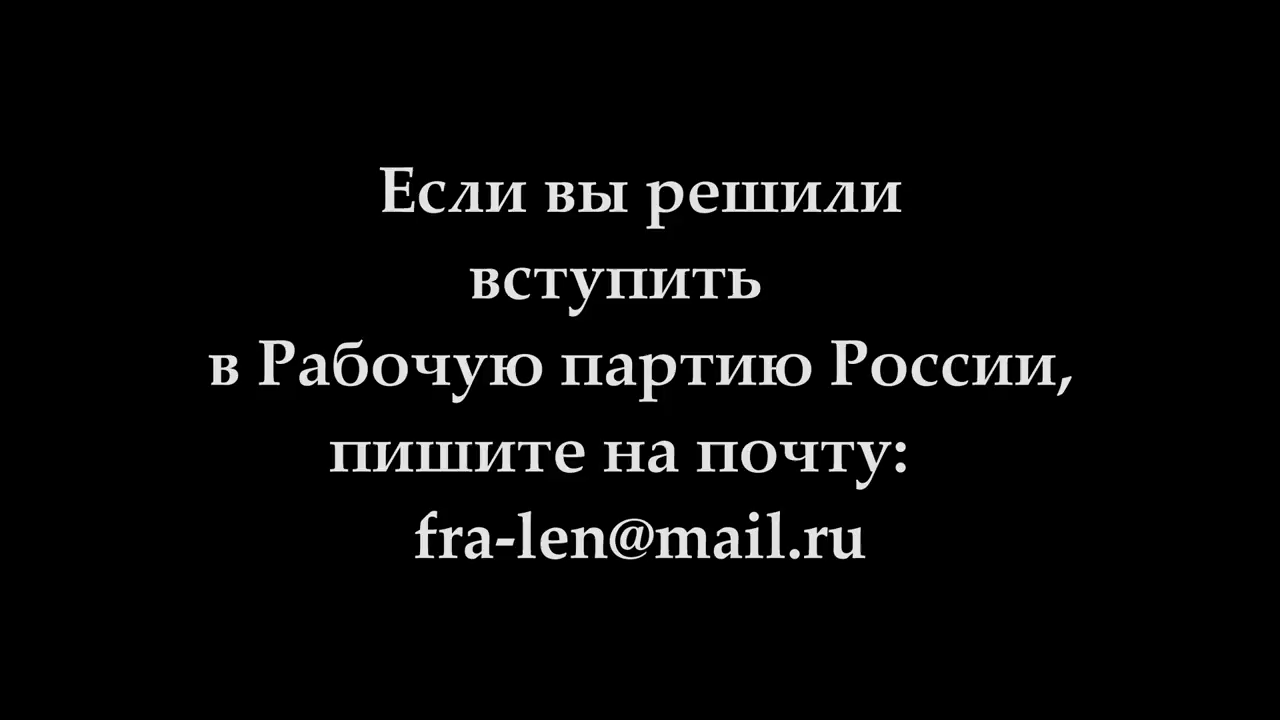 Если вы решили
вступить
в Рабочую партию России,
пишите на почту:
fra-len@mail.ru